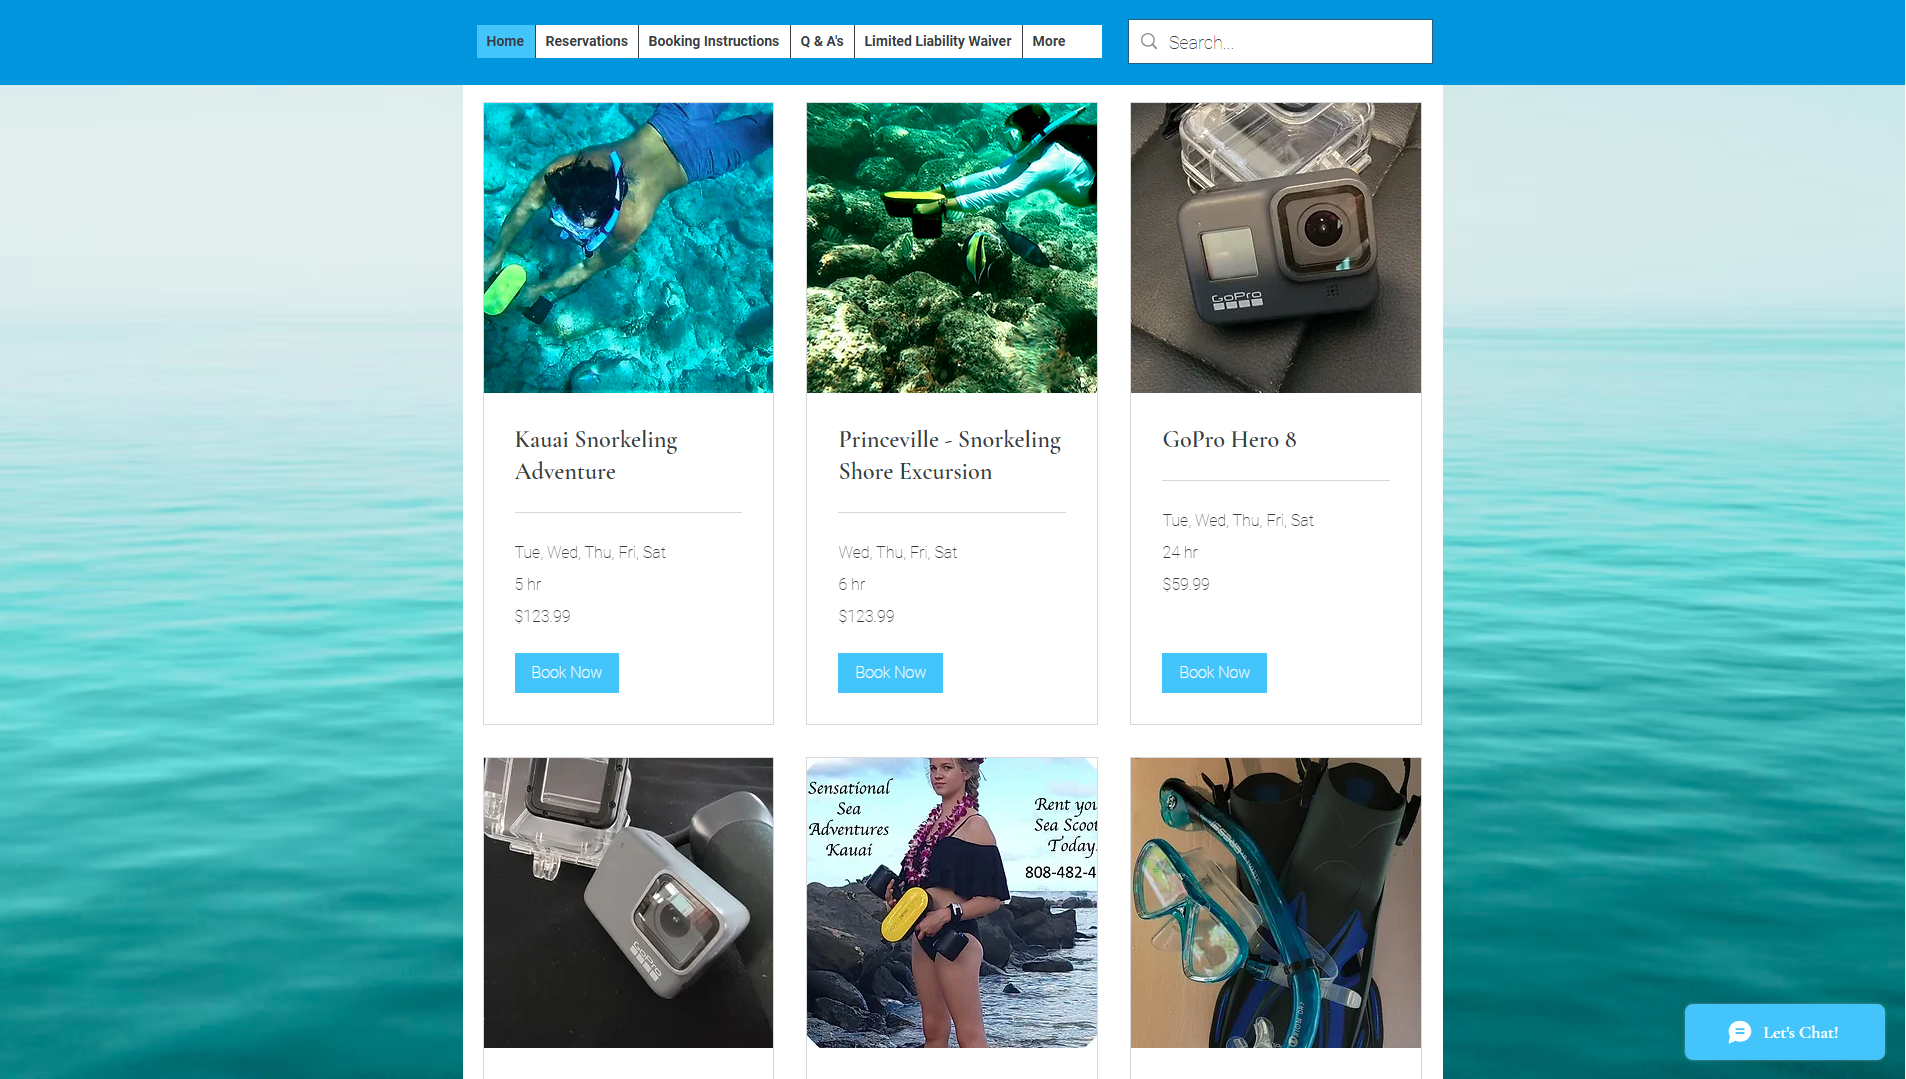 Home
Reservations
Booking Instructions
Q & A's
Limited Liability Waiver
More
Search...
GoPro
Kauai Snorkeling
Adventure
Tue, Wed, Thu, Fri, Sat
5 hr
$123.99
Book Now
Princeville - Snorkeling
Shore Excursion
Wed, Thu, Fri, Sat
6 hr
$123.99
Book Now
GoPro Hero 8
Tue, Wed, Thu, Fri, Sat
24 hr
$59.99
Book Now
GoPro
Sensational
Sea
Adventures
Kauai
Rent you
Sea Scoot
Today
808-482-4
Let's Chat!